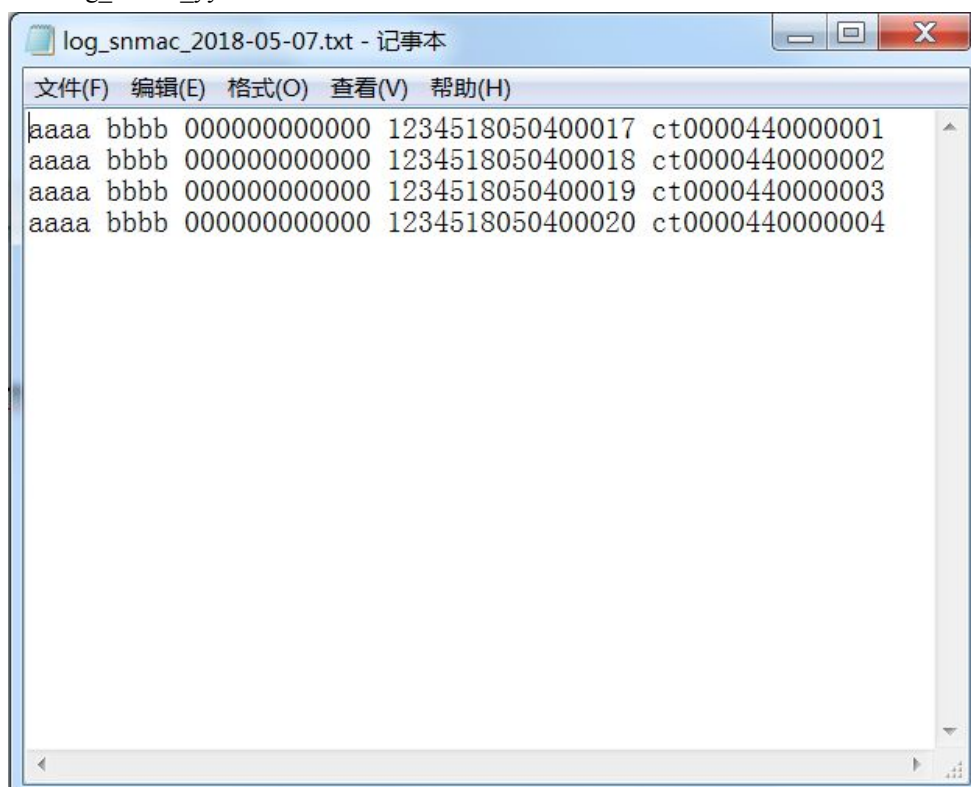 log_snmac_2018-05-07.txt - 记事本
文件(F) 编辑(E) 格式(O) 查看(V) 帮助(H)
aaaa bbbb 000000000000 1234518050400017 ct0000440000001
aaaa bbbb 000000000000 1234518050400018 ct0000440000002
aaaa bbbb 000000000000 1234518050400019 ct0000440000003
aaaa bbbb 000000000000 1234518050400020 ct0000440000004